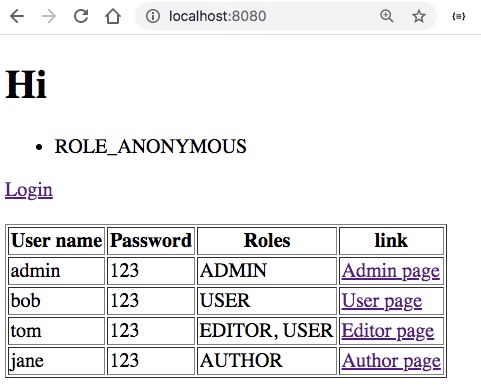 localhost:8080
Hi
• ROLE_ANONYMOUS
Login
User name Password Roles link
admin 123 ADMIN Admin page
bob 123 USER User page
tom 123 EDITOR, USER Editor page
jane 123 AUTHOR Author page